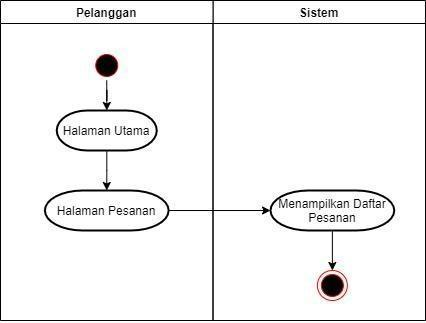 Pelanggan
Sistem
Halaman Utama
Halaman Pesanan
Menampilkan Daftar
Pesanan